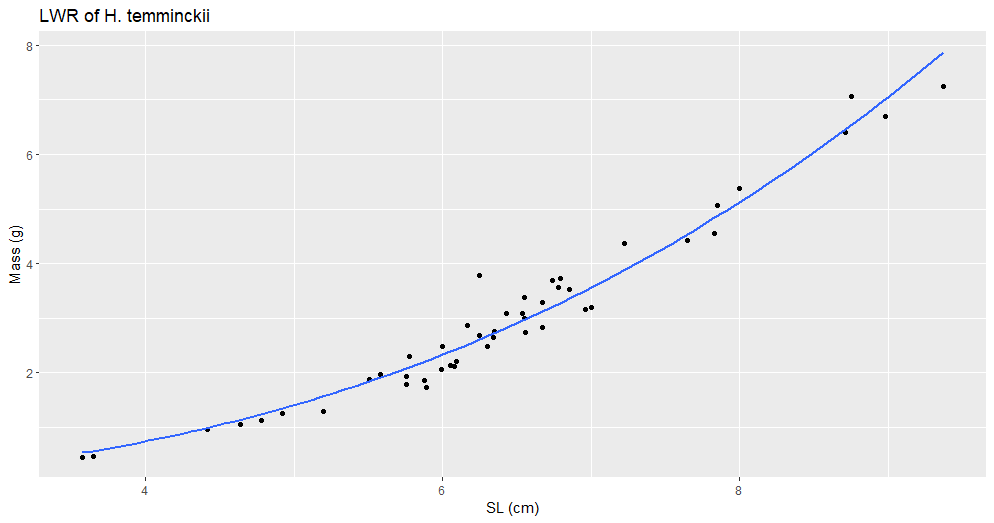 LWR of H. temminckii
8
6
4
2
Mass (g)
4 6 8
SL (cm)